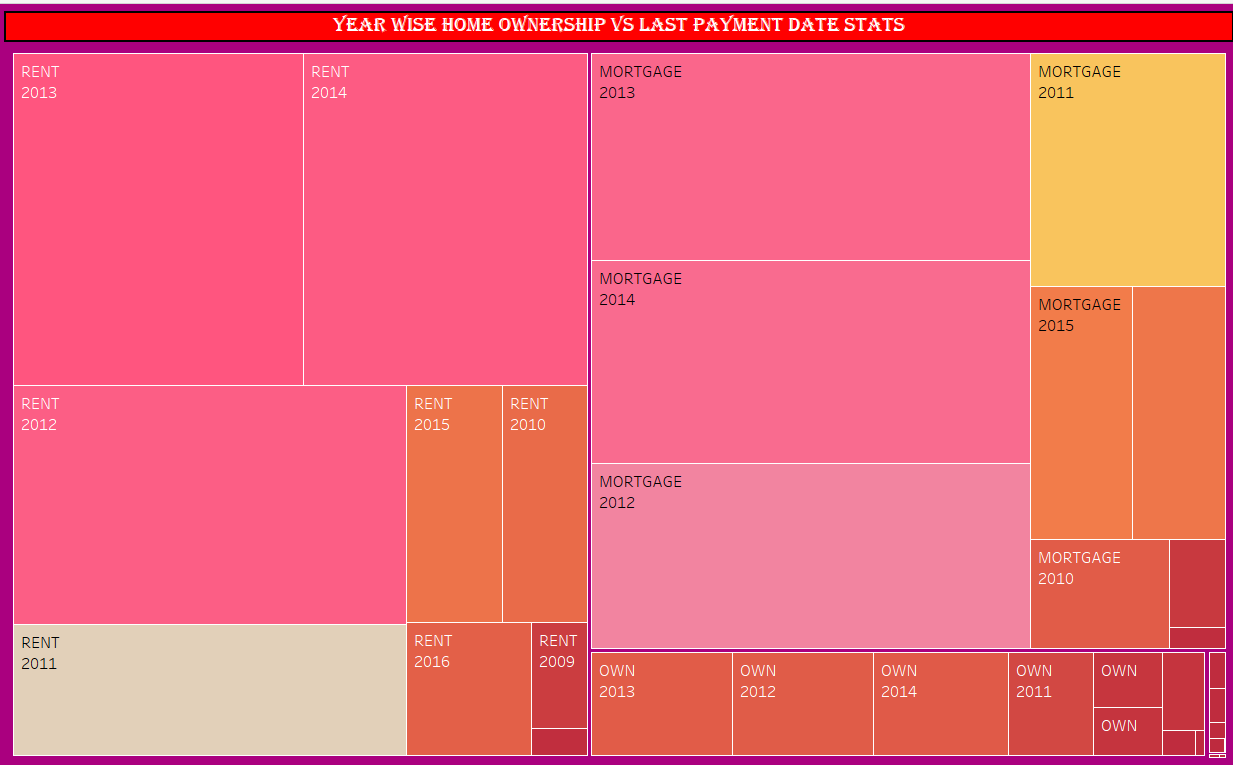 YEAR WISE HOME OWNERSHIP VS LAST PAYMENT DATE STATS
RENT
2013
RENT
2014
RENT
2012
RENT
2015
RENT
2010
RENT
2011
RENT
2016
RENT
2009
MORTGAGE
2013
MORTGAGE
2014
MORTGAGE
2012
MORTGAGE
2011
MORTGAGE
2015
MORTGAGE
2010
OWN
2013
OWN
2012
OWN
2014
OWN
2011
OWN
OWN